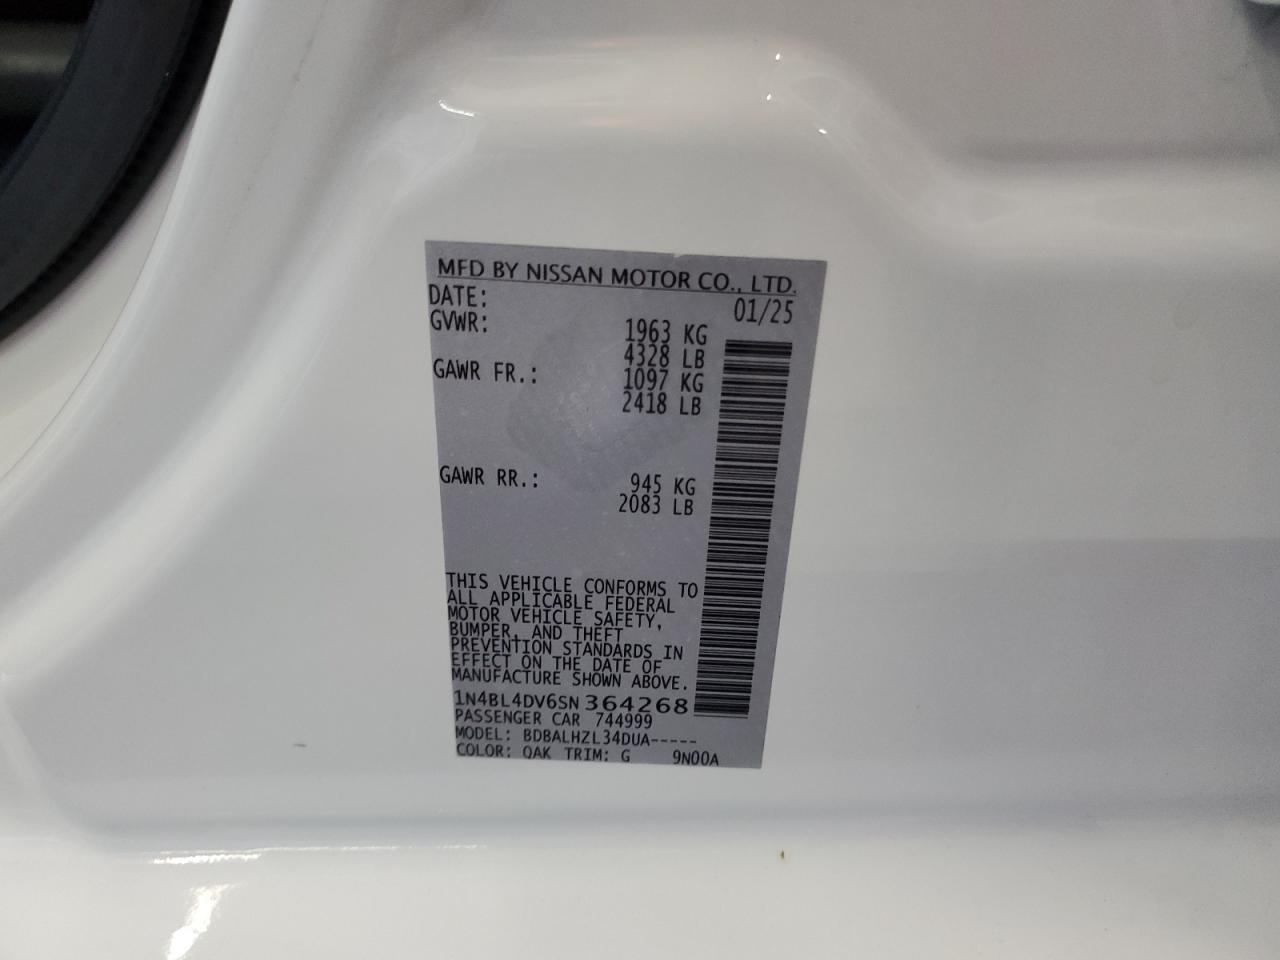 MFD BY NISSAN MOTOR CO., LTD.
DATE: 01/25
GVWR: 1963 KG
4328 LB
GAWR FR.: 1097 KG
2418 LB
GAWR RR.: 945 KG
2083 LB
THIS VEHICLE CONFORMS TO
ALL APPLICABLE FEDERAL
MOTOR VEHICLE SAFETY,
BUMPER, AND THEFT
PREVENTION STANDARDS IN
EFFECT ON THE DATE OF
MANUFACTURE SHOWN ABOVE.
1N4BL4DV6SN364268
PASSENGER CAR 744999
MODEL: BDBALHZL34DUA-----
COLOR: QAK TRIM: G 9N00A